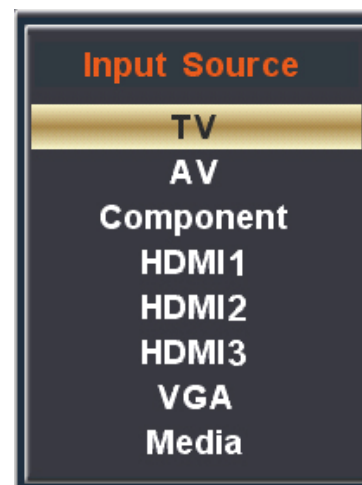 Input Source
TV
AV
Component
HDMI1
HDMI2
HDMI3
VGA
Media